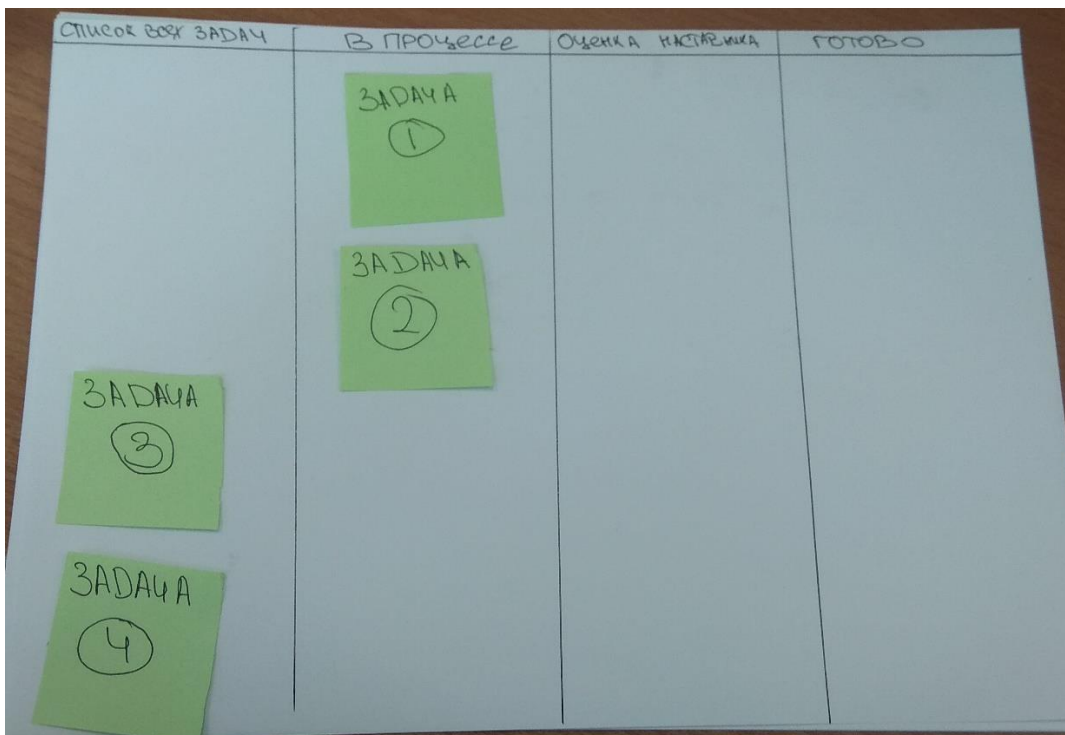 СПИСОК ВСЕХ ЗАДАЧ
В ПРОЦЕССЕ
ОЦЕНКА НАСТАВНИКА
ГОТОВО
ЗАДАЧА
1
ЗАДАЧА
2
ЗАДАЧА
3
ЗАДАЧА
4